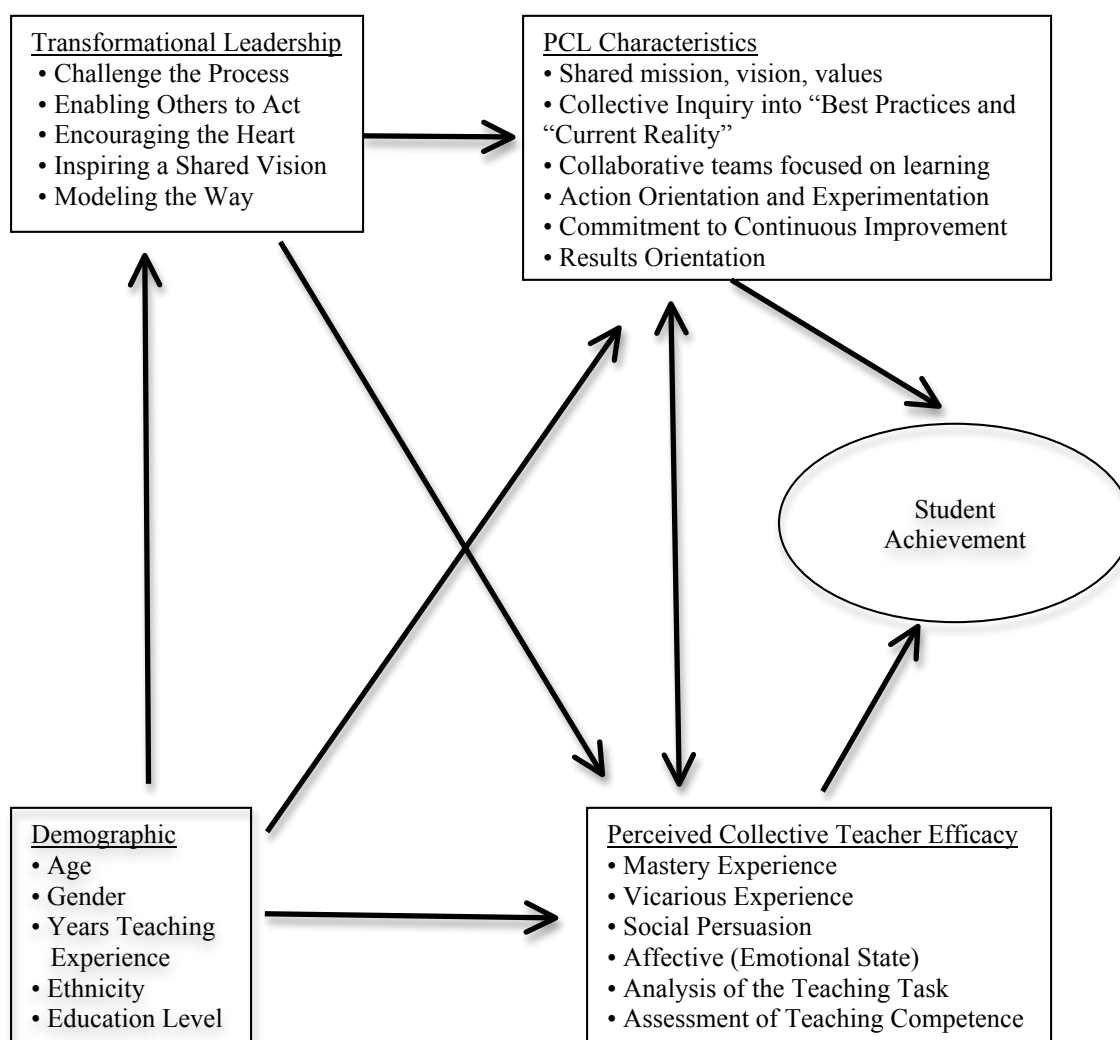 Transformational Leadership
• Challenge the Process
• Enabling Others to Act
• Encouraging the Heart
• Inspiring a Shared Vision
• Modeling the Way
PCL Characteristics
• Shared mission, vision, values
• Collective Inquiry into “Best Practices and
“Current Reality”
• Collaborative teams focused on learning
• Action Orientation and Experimentation
• Commitment to Continuous Improvement
• Results Orientation
Student
Achievement
Demographic
• Age
• Gender
• Years Teaching
Experience
• Ethnicity
• Education Level
Perceived Collective Teacher Efficacy
• Mastery Experience
• Vicarious Experience
• Social Persuasion
• Affective (Emotional State)
• Analysis of the Teaching Task
• Assessment of Teaching Competence